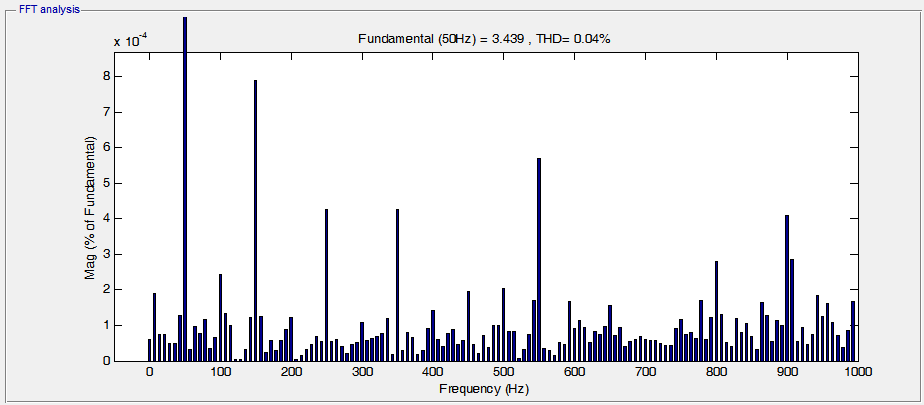 FFT analysis
Fundamental (50Hz) = 3.439 , THD= 0.04%
x 10-4
8
7
6
5
4
3
2
1
0
Mag (% of Fundamental)
0 100 200 300 400 500 600 700 800 900 1000
Frequency (Hz)